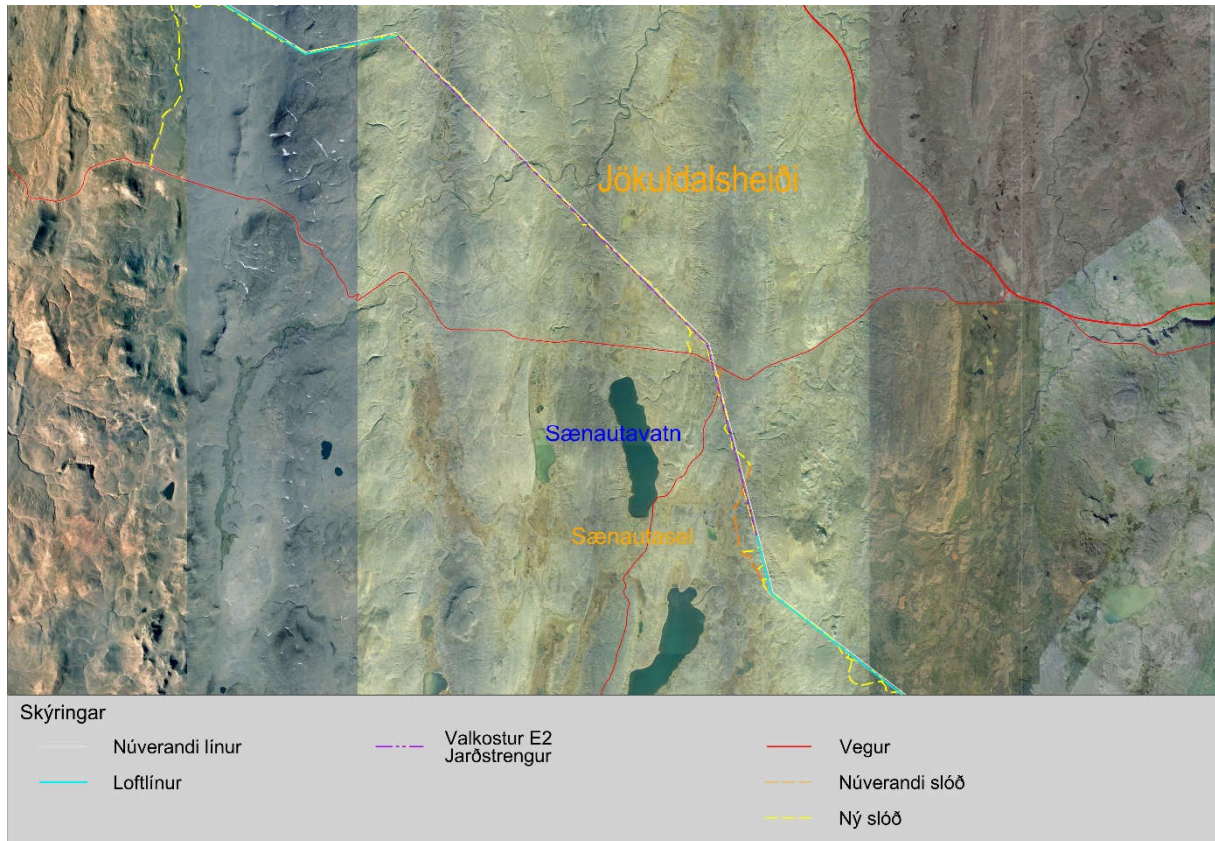 Jökuldalsheiði
Sænautavatn
Sænautasel
Skýringar
Núverandi línur
Loftlínur
Valkostur E2
Jarðstrengur
Vegur
Núverandi slóð
Ný slóð